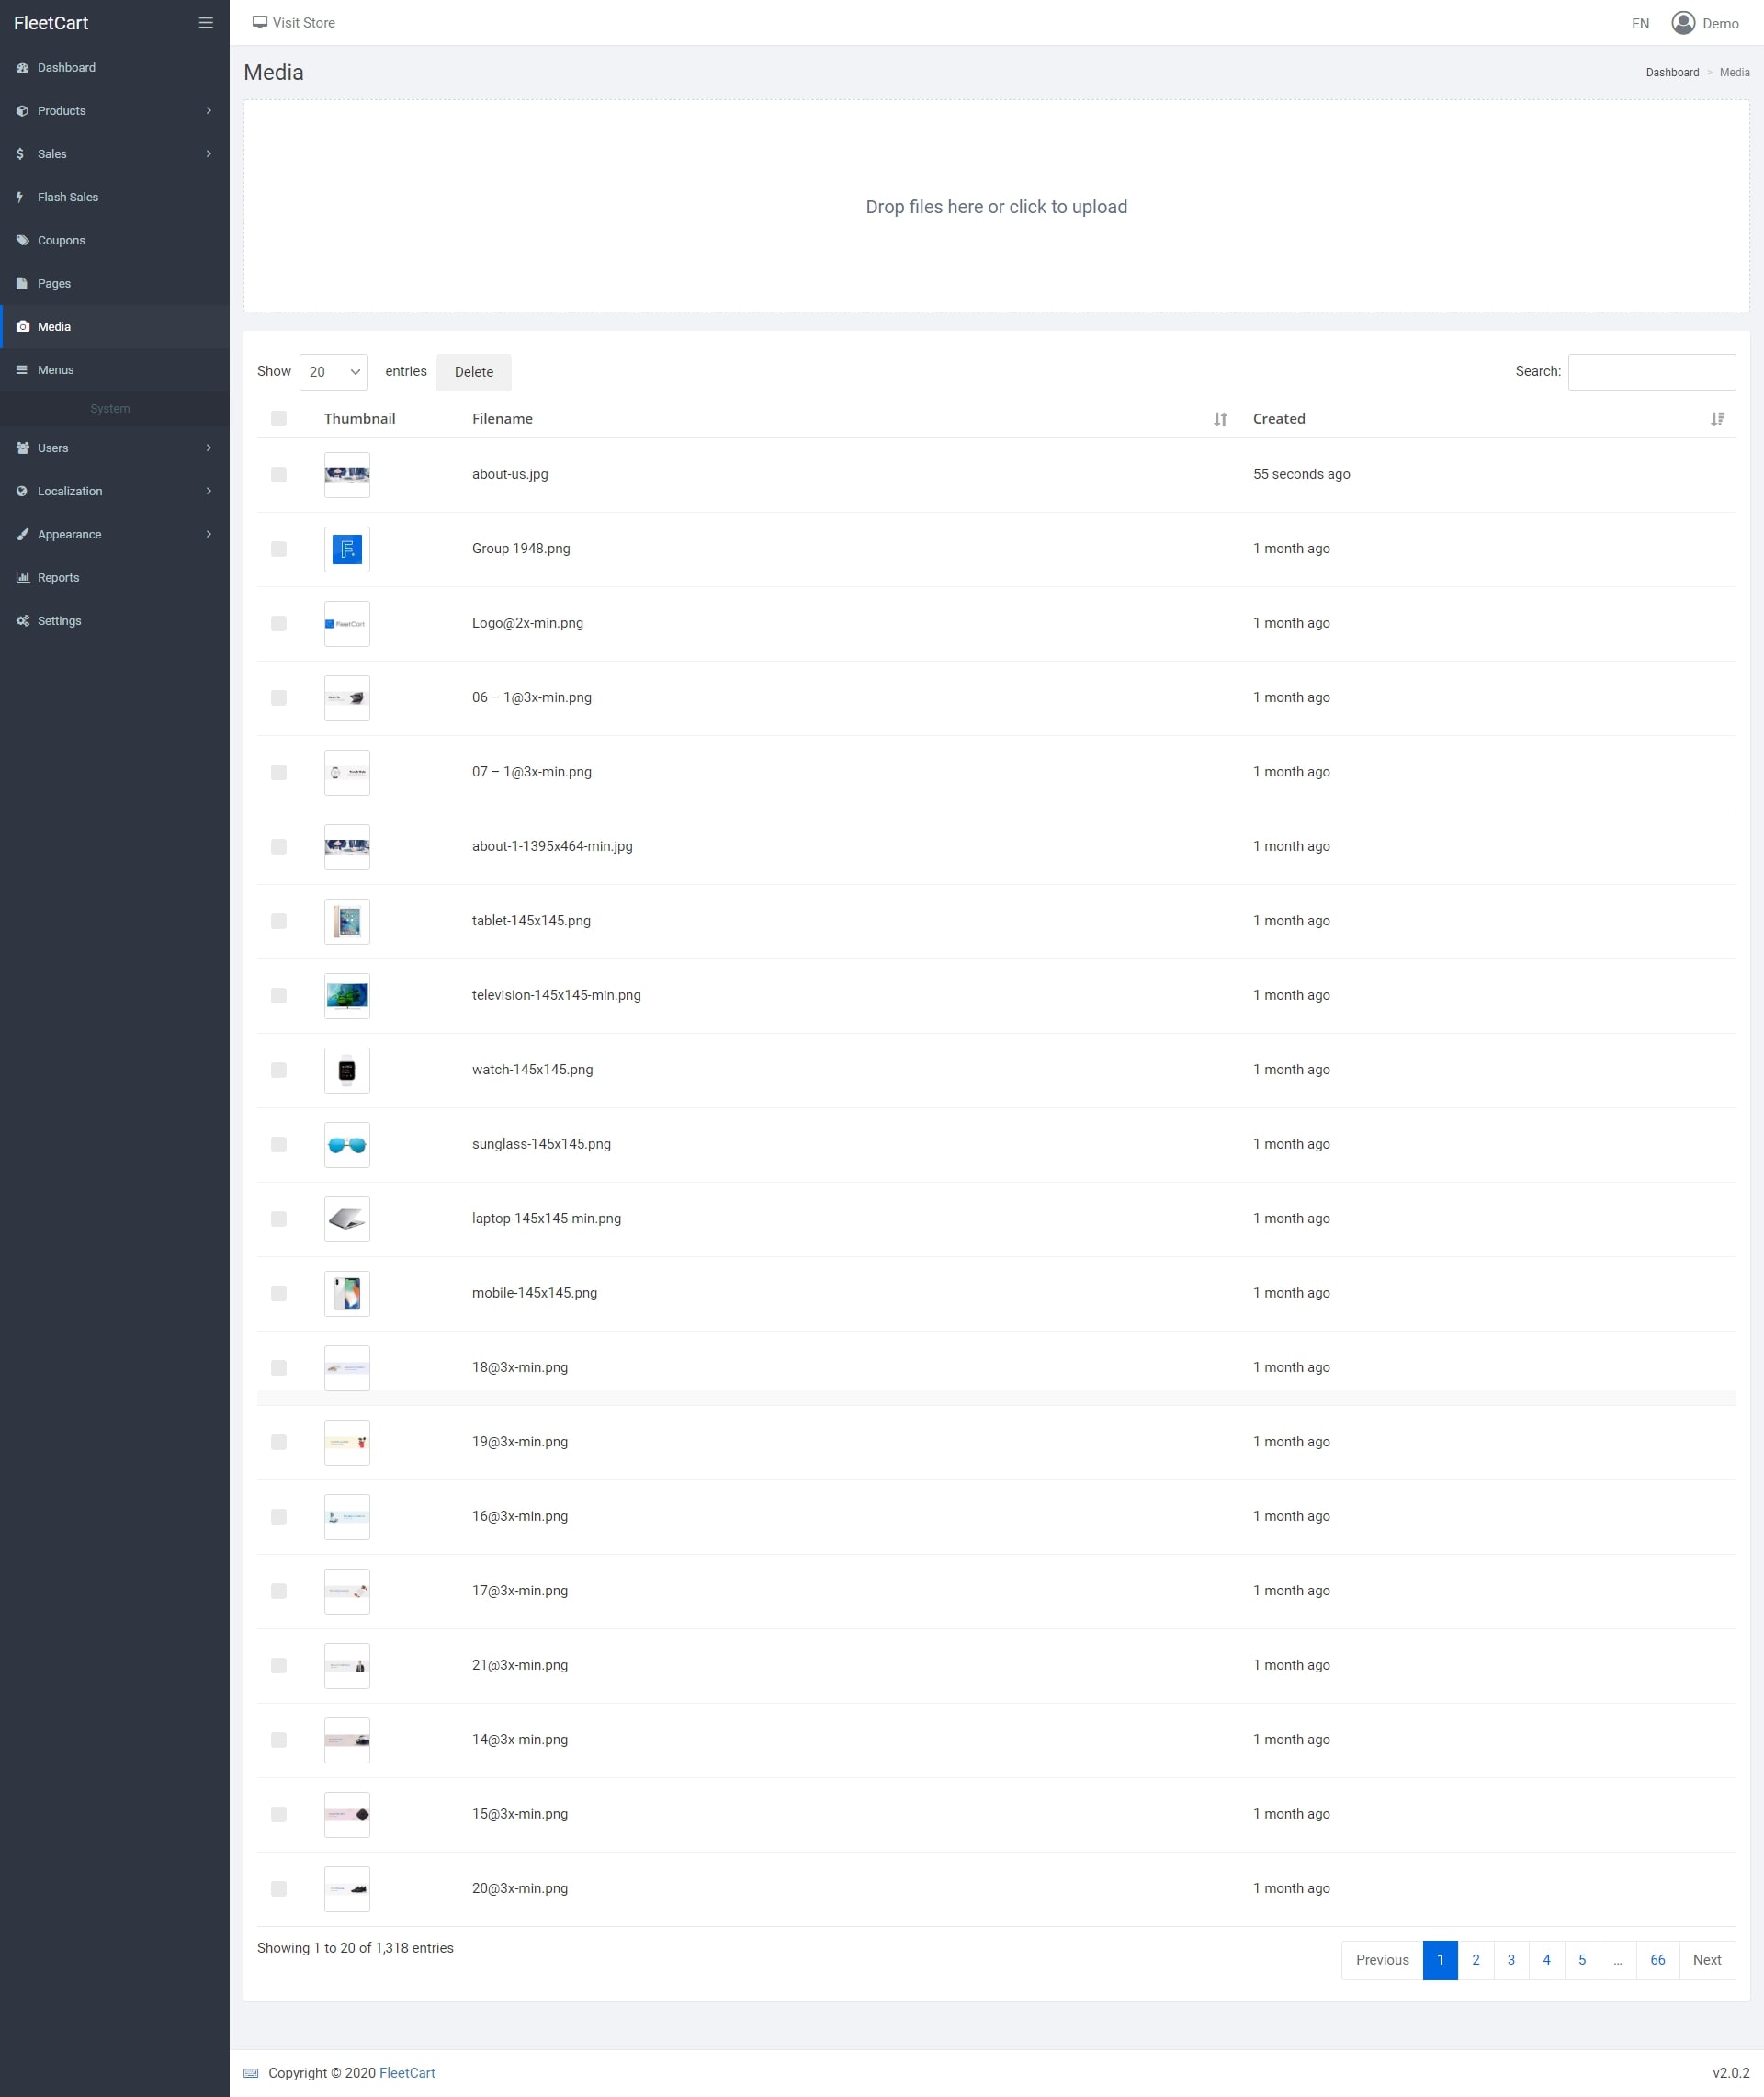 FleetCart
Visit Store
EN Demo
Dashboard
Products
Sales
Flash Sales
Coupons
Pages
Media
Menus
System
Users
Localization
Appearance
Reports
Settings
Media
Dashboard > Media
Drop files here or click to upload
Show 20 entries Delete Search:
Thumbnail Filename Created
about-us.jpg 55 seconds ago
F. Group 1948.png 1 month ago
FleetCart Logo@2x-min.png 1 month ago
06 – 1@3x-min.png 1 month ago
07 – 1@3x-min.png 1 month ago
about-1-1395x464-min.jpg 1 month ago
tablet-145x145.png 1 month ago
television-145x145-min.png 1 month ago
watch-145x145.png 1 month ago
sunglass-145x145.png 1 month ago
laptop-145x145-min.png 1 month ago
mobile-145x145.png 1 month ago
18@3x-min.png 1 month ago
19@3x-min.png 1 month ago
16@3x-min.png 1 month ago
17@3x-min.png 1 month ago
21@3x-min.png 1 month ago
14@3x-min.png 1 month ago
15@3x-min.png 1 month ago
20@3x-min.png 1 month ago
Showing 1 to 20 of 1,318 entries
Previous 1 2 3 4 5 ... 66 Next
Copyright © 2020 FleetCart
v2.0.2